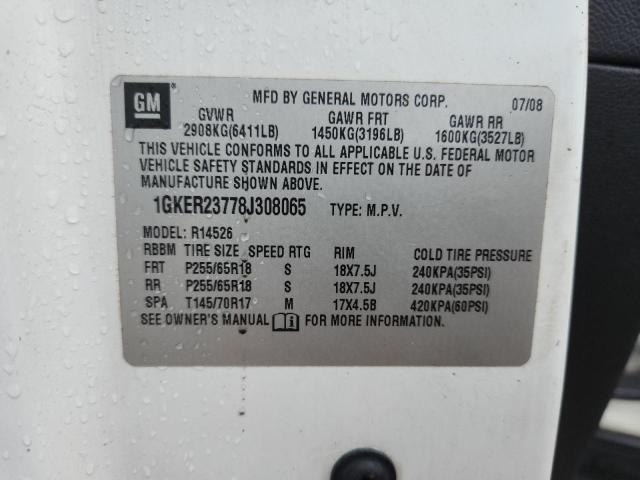 GM ® MFD BY GENERAL MOTORS CORP. 07/08
GVWR GAWR FRT GAWR RR
2908KG(6411LB) 1450KG(3196LB) 1600KG(3527LB)
THIS VEHICLE CONFORMS TO ALL APPLICABLE U.S. FEDERAL MOTOR
VEHICLE SAFETY STANDARDS IN EFFECT ON THE DATE OF
MANUFACTURE SHOWN ABOVE.
1GKER23778J308065 TYPE: M.P.V.
MODEL: R14526
RBBM TIRE SIZE SPEED RTG RIM COLD TIRE PRESSURE
FRT P255/65R18 S 18X7.5J 240KPA(35PSI)
RR P255/65R18 S 18X7.5J 240KPA(35PSI)
SPA T145/70R17 M 17X4.5B 420KPA(60PSI)
SEE OWNER'S MANUAL FOR MORE INFORMATION.